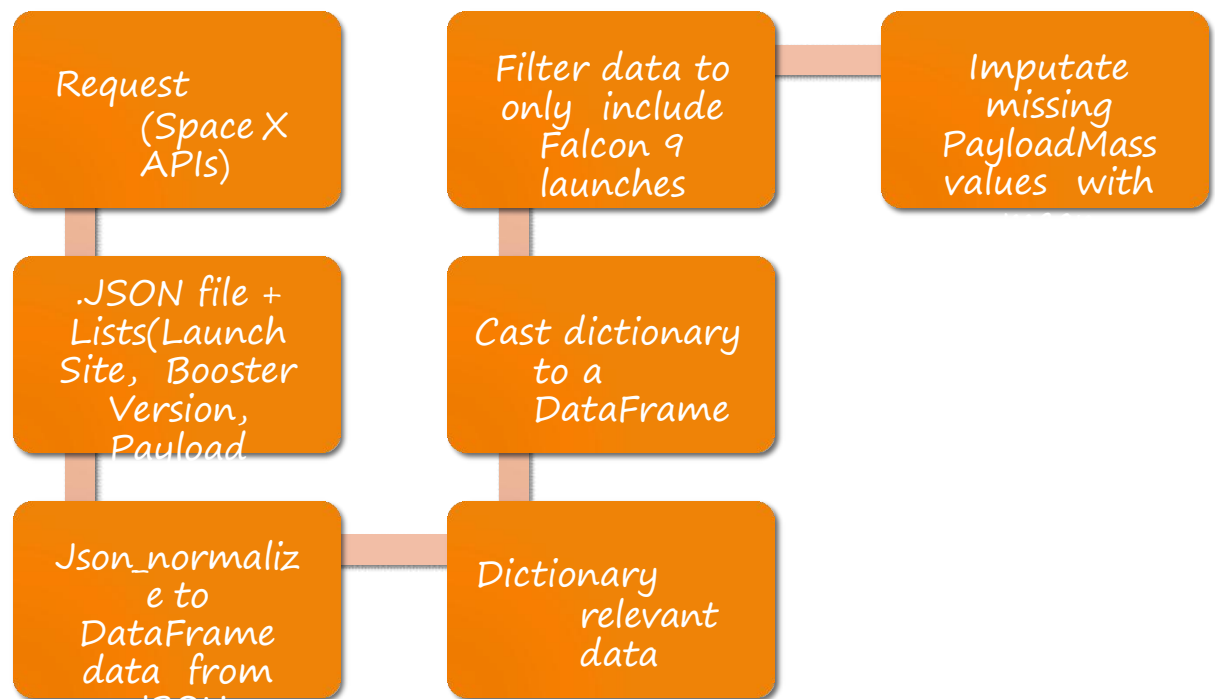 Request
(Space X
APIs)
.JSON file +
Lists(Launch
Site, Booster
Version,
Payload
Json_normaliz
e to
DataFrame
data from
Dictionary
relevant
data
Cast dictionary
to a
DataFrame
Filter data to
only include
Falcon 9
launches
Imputate
missing
PayloadMass
values with